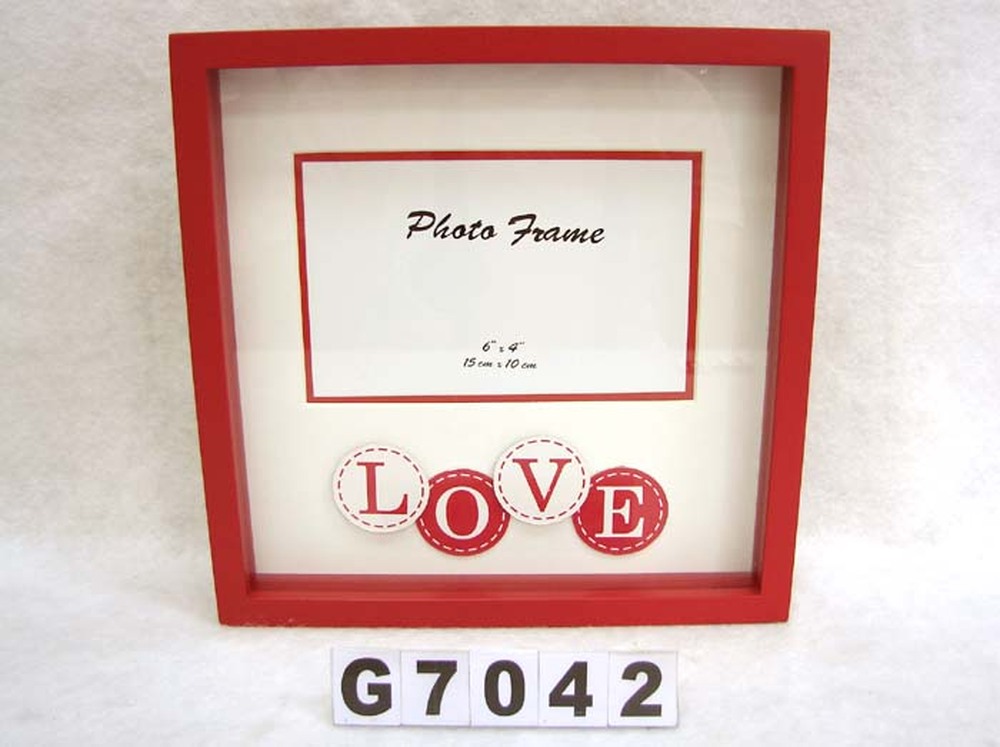 Photo Frame
6" x 4"
15 cm x 10 cm
LOVE
G7042